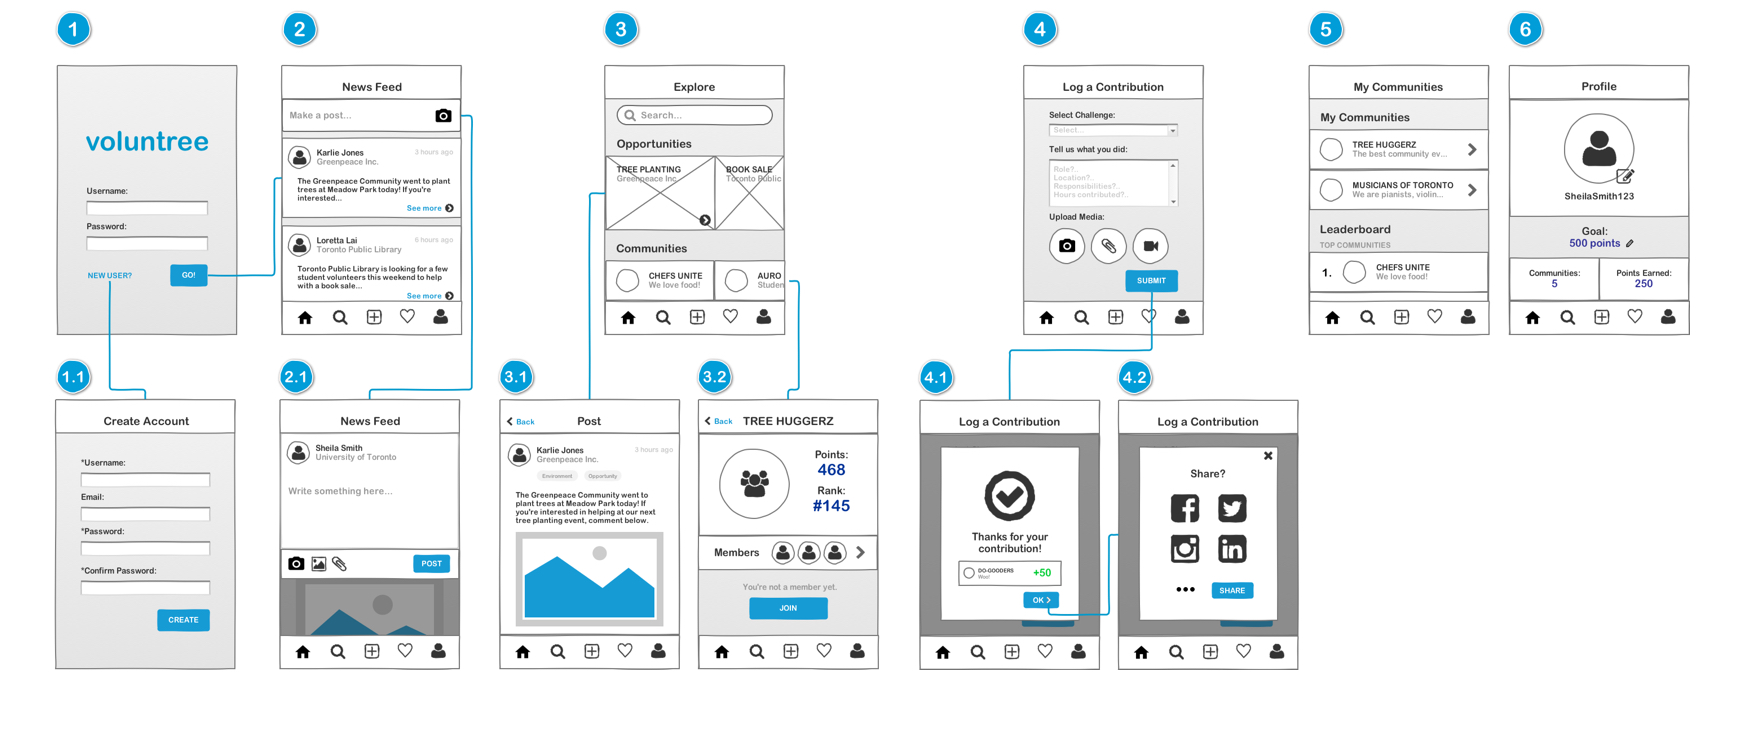 1
2
3
4
5
6
voluntree
Username:
Password:
NEW USER?
GO!
News Feed
Make a post...
Karlie Jones
3 hours ago
Greenpeace Inc.
The Greenpeace Community went to plant
trees at Meadow Park today! If you're
interested...
See more
Loretta Lai
6 hours ago
Toronto Public Library
Toronto Public Library is looking for a few
student volunteers this weekend to help
with a book sale...
See more
Explore
Search...
Opportunities
TREE PLANTING
Greenpeace Inc.
BOOK SALE
Toronto Public
Communities
CHEFS UNITE
We love food!
AURO
Studen
Log a Contribution
Select Challenge:
Select...
Tell us what you did:
Role?..
Location?..
Responsibilities?..
Hours contributed?..
Upload Media:
SUBMIT
My Communities
My Communities
TREE HUGGERZ
The best community ev...
MUSICIANS OF TORONTO
We are pianists, violin...
Leaderboard
TOP COMMUNITIES
1.
CHEFS UNITE
We love food!
Profile
SheilaSmith123
Goal:
500 points
Communities:
5
Points Earned:
250
1.1
2.1
3.1
3.2
4.1
4.2
Create Account
*Username:
Email:
*Password:
*Confirm Password:
CREATE
News Feed
Sheila Smith
University of Toronto
Write something here...
POST
Back
Post
Karlie Jones
3 hours ago
Greenpeace Inc.
Environment
Opportunity
The Greenpeace Community went to
plant trees at Meadow Park today! If
you're interested in helping at our next
tree planting event, comment below.
Back
TREE HUGGERZ
Points:
468
Rank:
#145
Members
You're not a member yet.
JOIN
Log a Contribution
Thanks for your
contribution!
DO-GOODERS
Woo!
+50
OK
Log a Contribution
Share?
SHARE